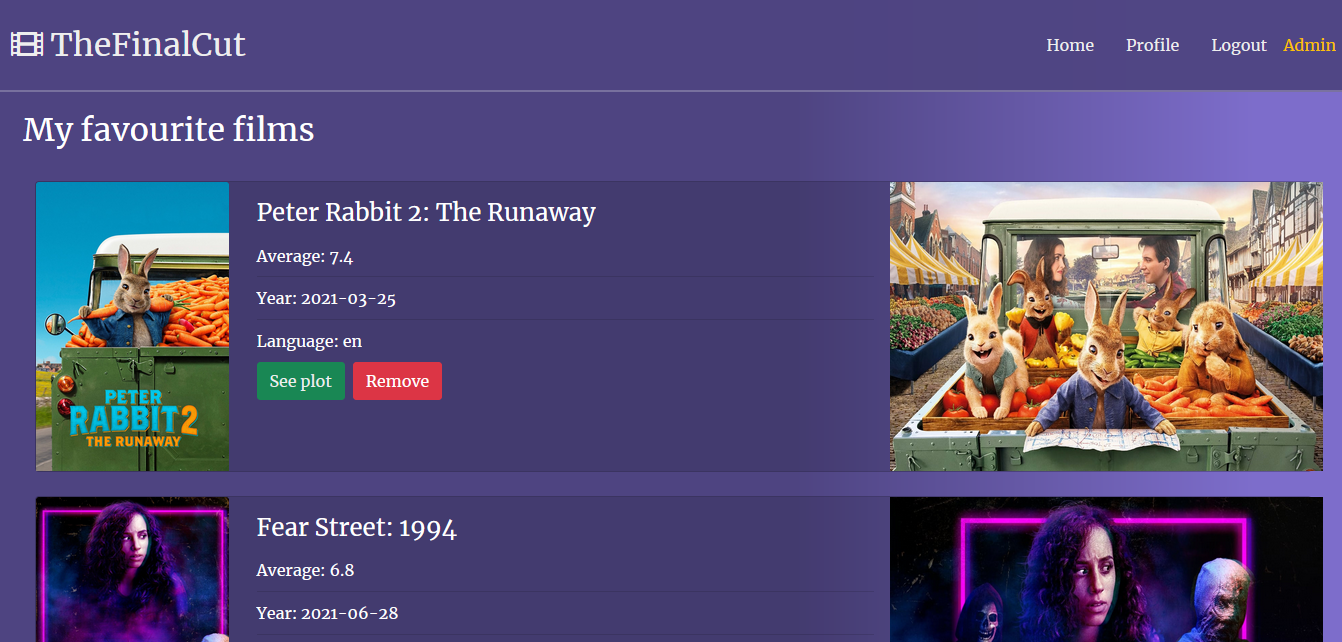 TheFinalCut
Home Profile Logout Admin
My favourite films
Peter Rabbit 2: The Runaway
Average: 7.4
Year: 2021-03-25
Language: en
See plot Remove
PETER
RABBIT 2
THE RUNAWAY
Fear Street: 1994
Average: 6.8
Year: 2021-06-28